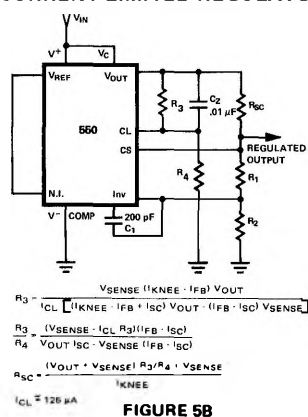 CURRENT LIMITED REGULATOR
VIN
V+ VC
VREF VOUT
R3 C2 .01 µF RSC
550
CL
CS
REGULATED OUTPUT
R4 R1
N.I. Inv
R2
V− COMP 200 pF
C1
R3 = VSENSE (IKNEE - IFB) VOUT / ICL [(IKNEE - IFB + ISC) VOUT - (IFB - ISC) VSENSE]
R3/R4 = (VSENSE - ICL R3)(IFB - ISC) / VOUT ISC - VSENSE (IFB - ISC)
RSC = (VOUT + VSENSE) R3/R4 + VSENSE / IKNEE
ICL ≅ 125 µA
FIGURE 5B